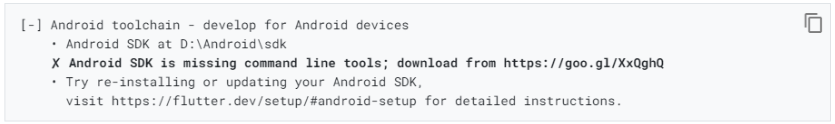 [-] Android toolchain - develop for Android devices
• Android SDK at D:\Android\sdk
✗ Android SDK is missing command line tools; download from https://goo.gl/XxQghQ
• Try re-installing or updating your Android SDK,
visit https://flutter.dev/setup/#android-setup for detailed instructions.